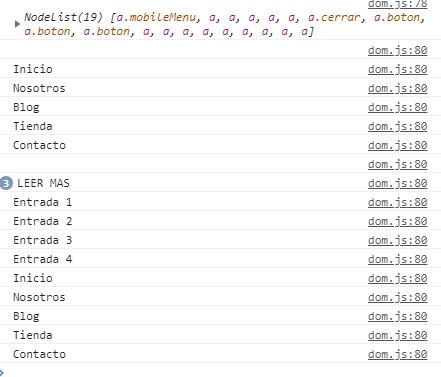 dom.js:78
NodeList(19) [a.mobileMenu, a, a, a, a, a, a.cerrar, a.boton,
a.boton, a.boton, a, a, a, a, a, a, a, a, a]
dom.js:80
Inicio dom.js:80
Nosotros dom.js:80
Blog dom.js:80
Tienda dom.js:80
Contacto dom.js:80
dom.js:80
3 LEER MAS dom.js:80
Entrada 1 dom.js:80
Entrada 2 dom.js:80
Entrada 3 dom.js:80
Entrada 4 dom.js:80
Inicio dom.js:80
Nosotros dom.js:80
Blog dom.js:80
Tienda dom.js:80
Contacto dom.js:80